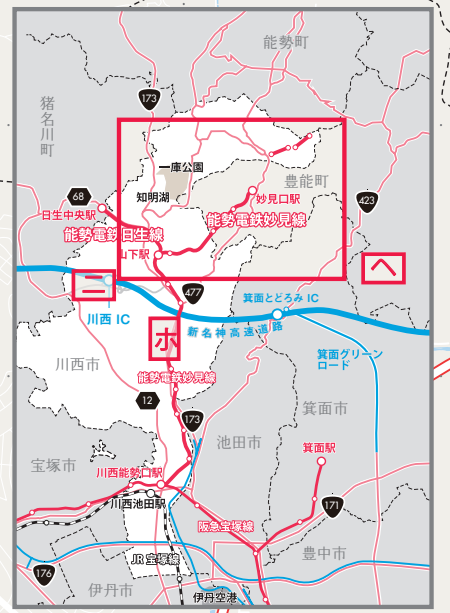 能勢町
猪名川町
173
一庫公園
豊能町
知明湖
68
妙見口駅
423
日生中央駅
能勢電鉄妙見線
能勢電鉄日生線
山下駅
ヘ
ニ
477
箕面とどろみ IC
川西 IC
新名神高速道路
ホ
箕面グリーン
ロード
川西市
能勢電鉄妙見線
12
箕面市
173
池田市
箕面駅
宝塚市
川西能勢口駅
川西池田駅
171
阪急宝塚線
豊中市
JR 宝塚線
176
伊丹市
伊丹空港